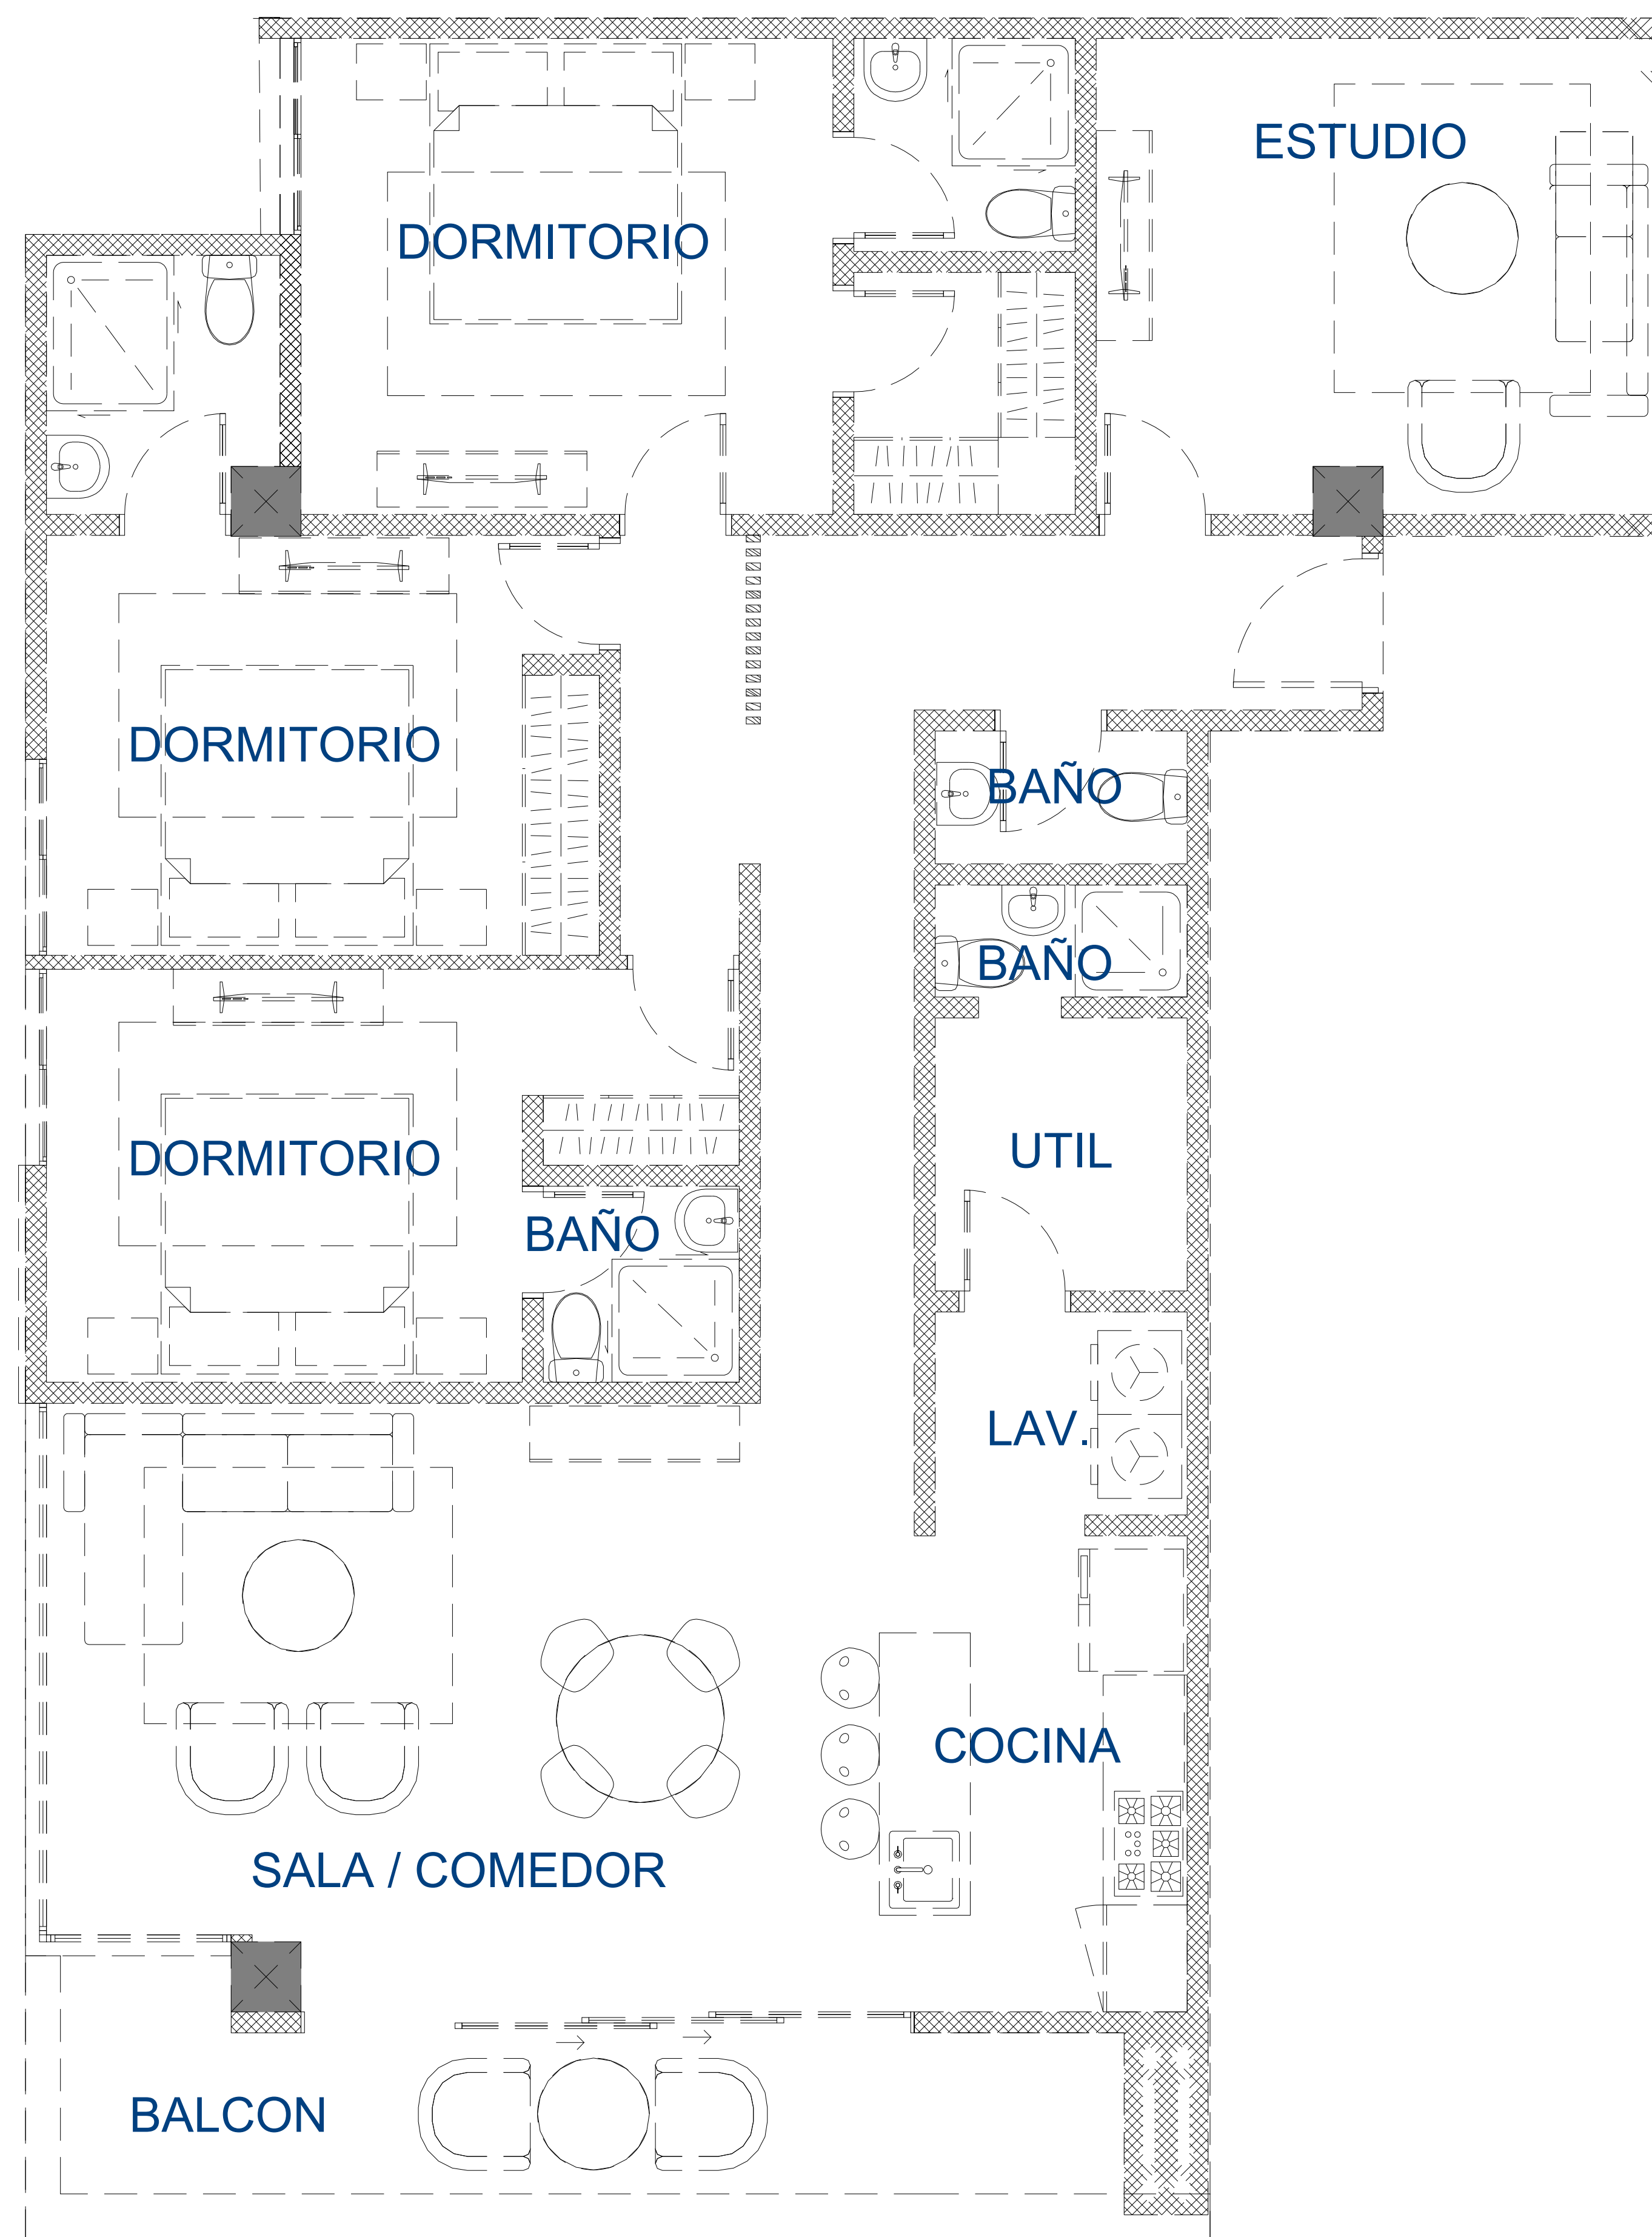 ESTUDIO
DORMITORIO
DORMITORIO
BAÑO
BAÑO
DORMITORIO
UTIL
BAÑO
LAV.
COCINA
SALA / COMEDOR
BALCON